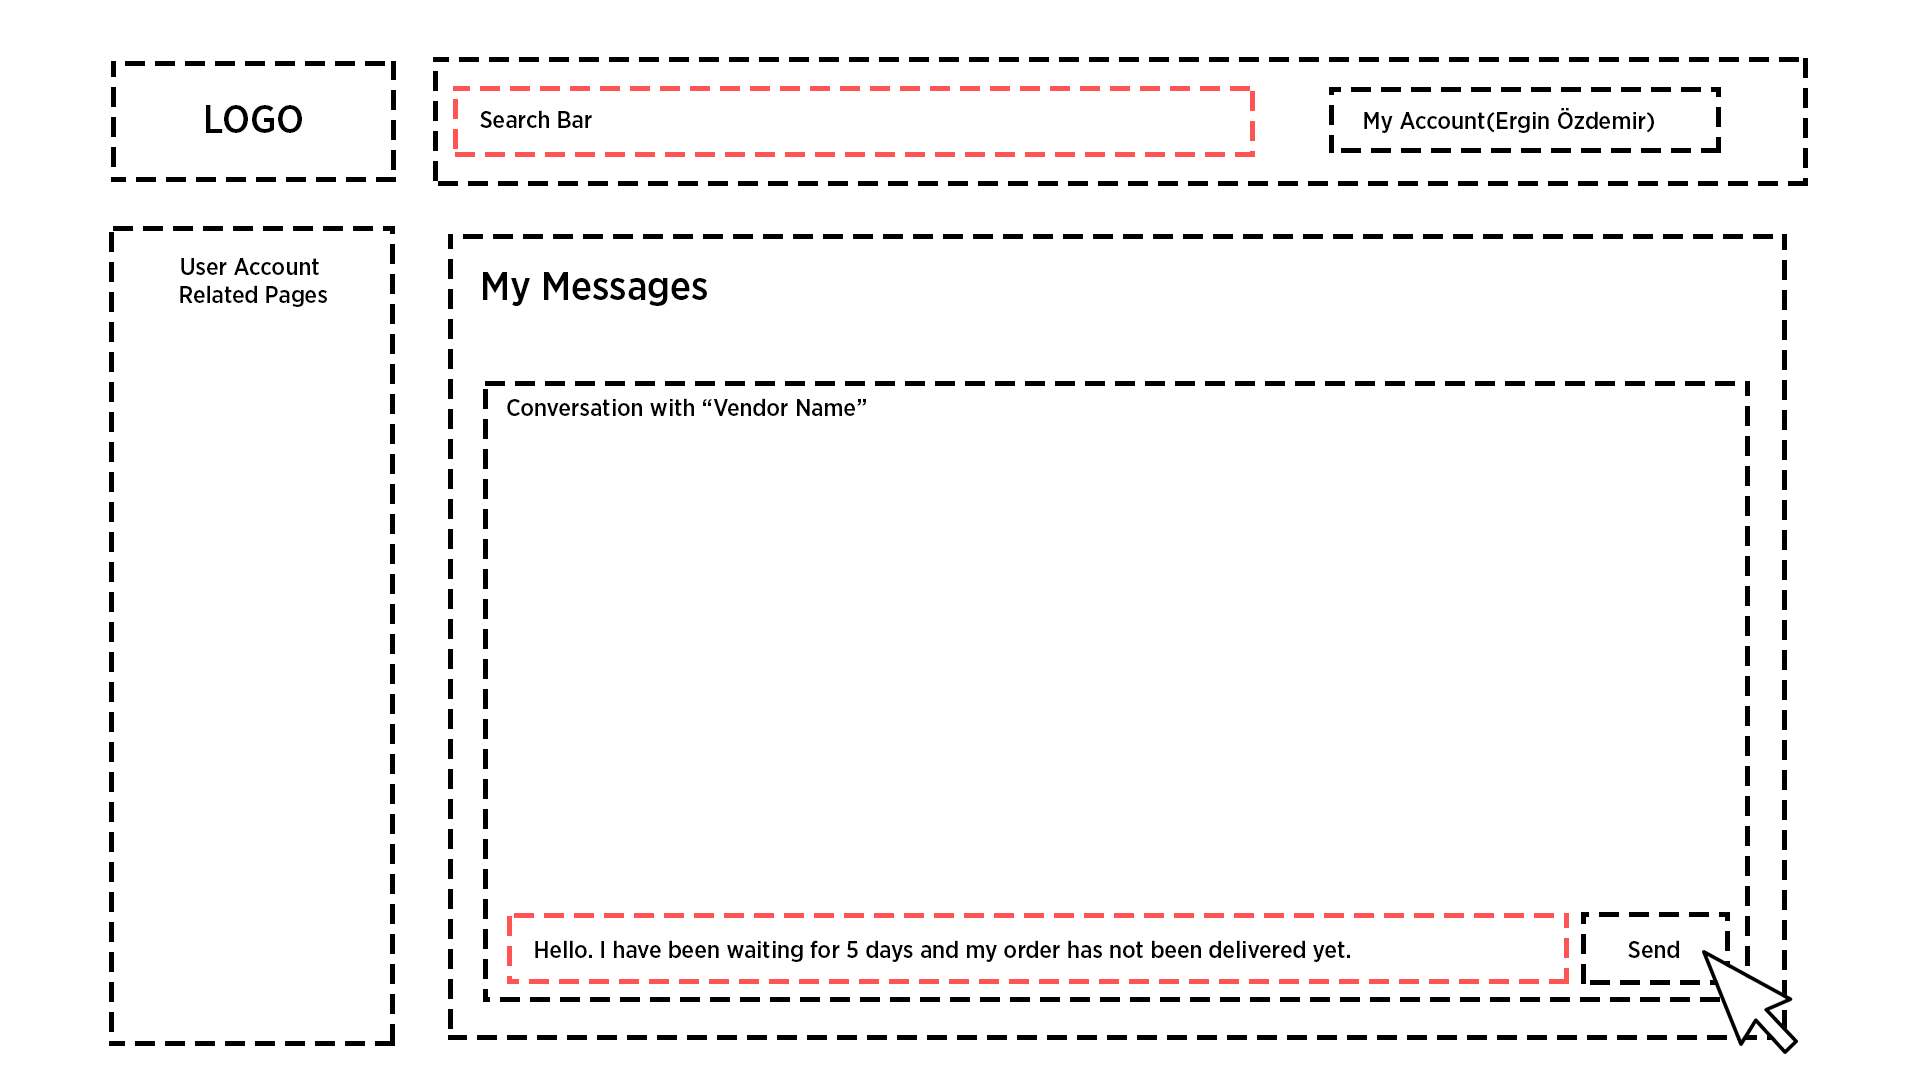 LOGO
Search Bar
My Account(Ergin Özdemir)
User Account
Related Pages
My Messages
Conversation with “Vendor Name”
Hello. I have been waiting for 5 days and my order has not been delivered yet.
Send